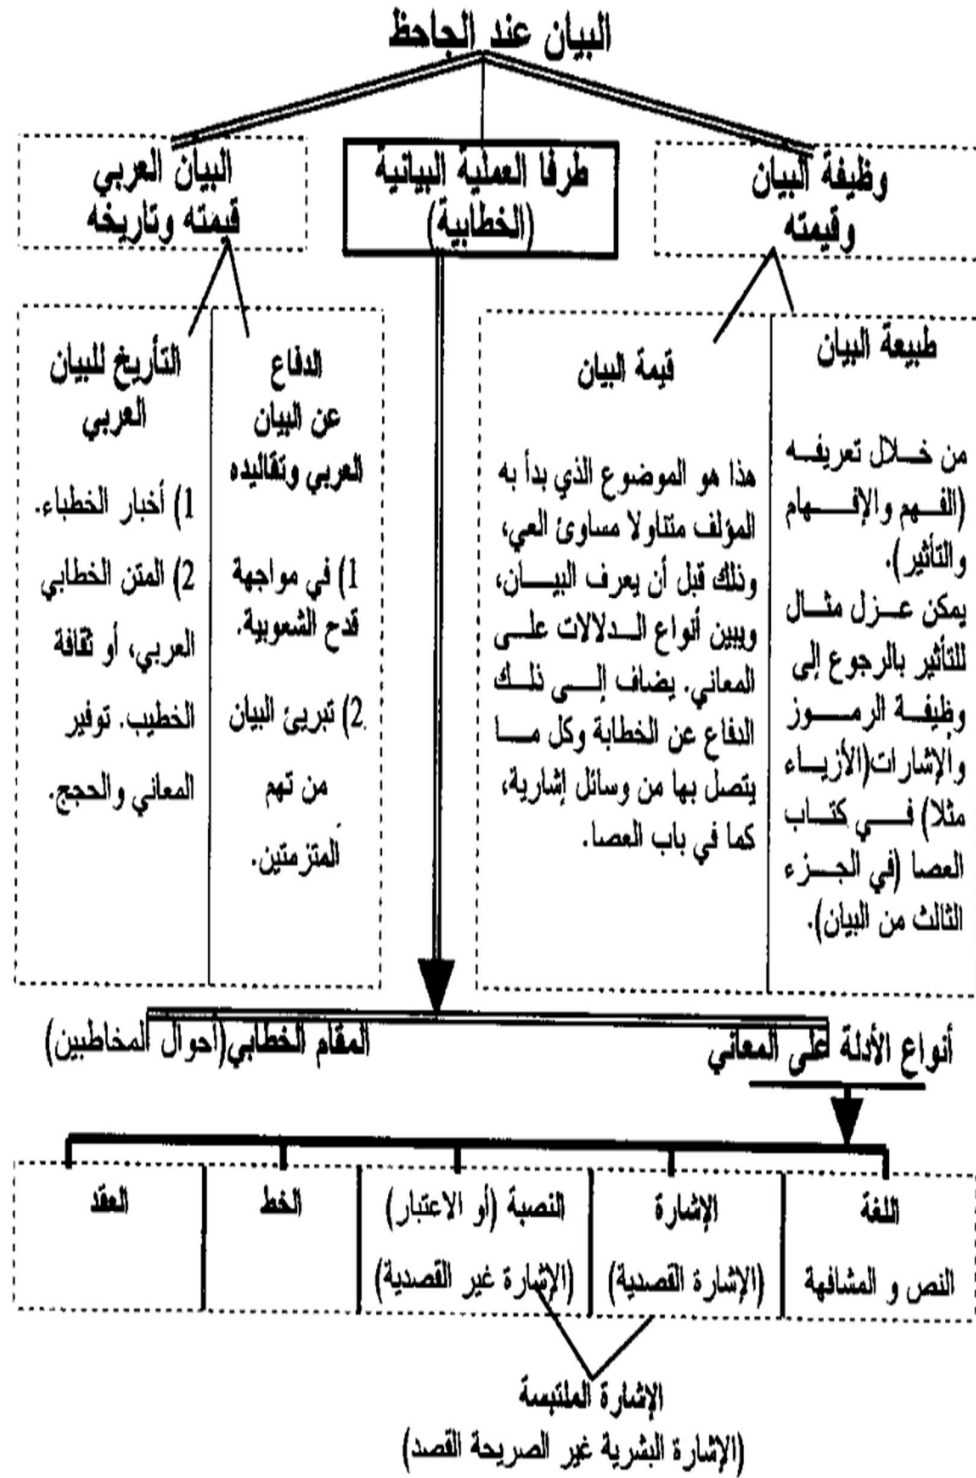 البيان عند الجاحظ
وظيفة البيان
وقيمته
طرفا العملية البيانية
(الخطابية)
البيان العربي
قيمته وتاريخه
طبيعة البيان
من خلال تعريفه
(الفهم والإفهام
والتأثير).
يمكن عزل مثال
للتأثير بالرجوع إلى
وظيفة الرموز
والإشارات(الأزياء
مثلا) في كتاب
العصا (في الجزء
الثالث من البيان).
قيمة البيان
هذا هو الموضوع الذي بدأ به
المؤلف متناولا مساوئ العي،
وذلك قبل أن يعرف البيان،
ويبين أنواع الدلالات على
المعاني. يضاف إلى ذلك
الدفاع عن الخطابة وكل ما
يتصل بها من وسائل إشارية،
كما في باب العصا.
الدفاع
عن البيان
العربي وتقاليده
1) في مواجهة
قدح الشعوبية.
2) تبريئ البيان
من تهم
المتزمتين.
التأريخ للبيان
العربي
1) أخبار الخطباء.
2) المتن الخطابي
العربي، أو ثقافة
الخطيب. توفير
المعاني والحجج.
أنواع الأدلة على المعاني
المقام الخطابي(أحوال المخاطبين)
اللغة
النص و المشافهة
الإشارة
(الإشارة القصدية)
النصبة (أو الاعتبار)
(الإشارة غير القصدية)
الخط
العقد
الإشارة الملتبسة
(الإشارة البشرية غير الصريحة القصد)